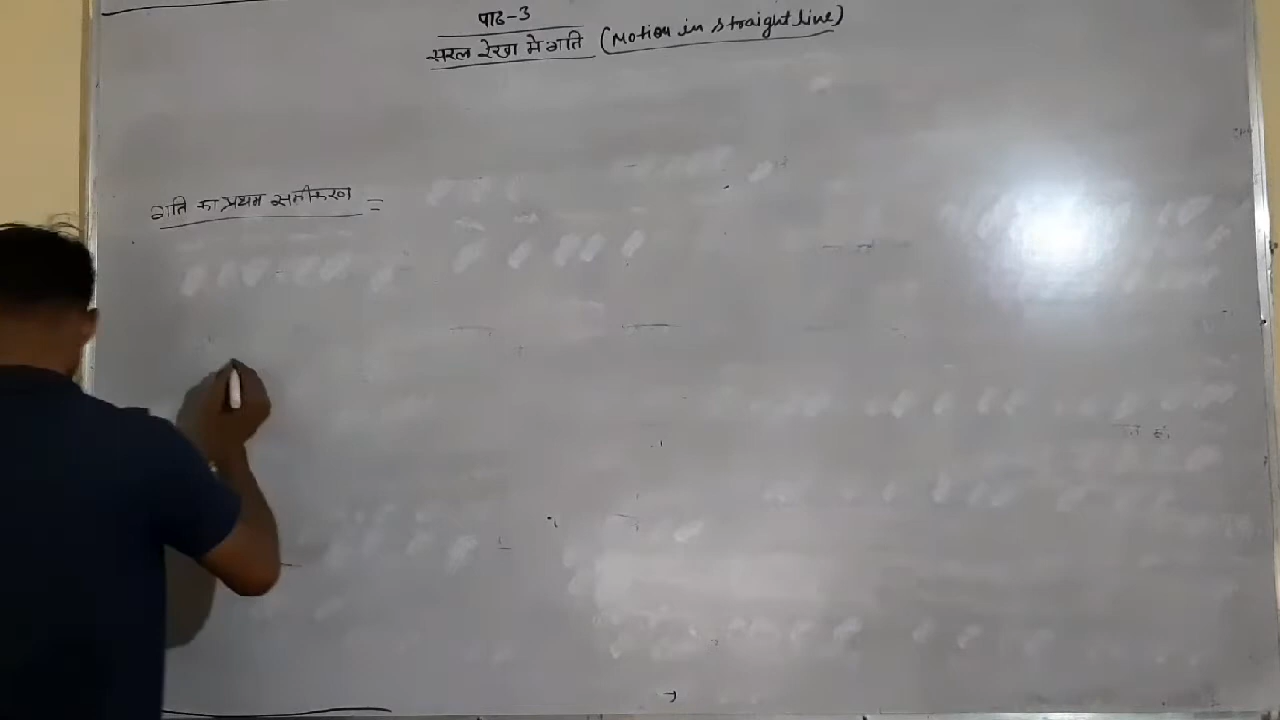 पाठ-3
सरल रेखा मे गति (Motion in straight line)
गति का प्रथम समीकरण =